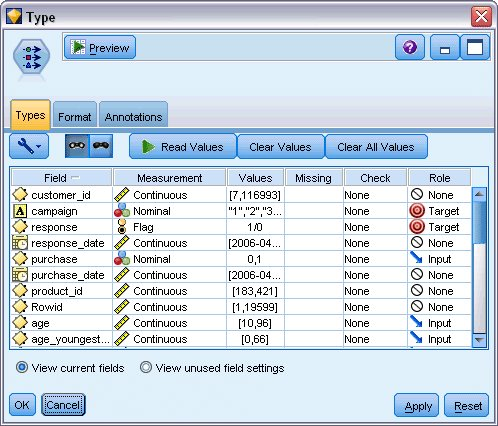 Type
Preview
?
Types Format Annotations
Read Values Clear Values Clear All Values
Field Measurement Values Missing Check Role
customer_id Continuous [7,116993] None None
A campaign Nominal "1","2","3... None Target
response Flag 1/0 None Target
response_date Continuous [2006-04... None None
purchase Nominal 0,1 None Input
purchase_date Continuous [2006-04... None None
product_id Continuous [183,421] None None
Rowid Continuous [1,19599] None None
age Continuous [10,96] None Input
age_youngest... Continuous [0,66] None Input
View current fields View unused field settings
OK Cancel Apply Reset